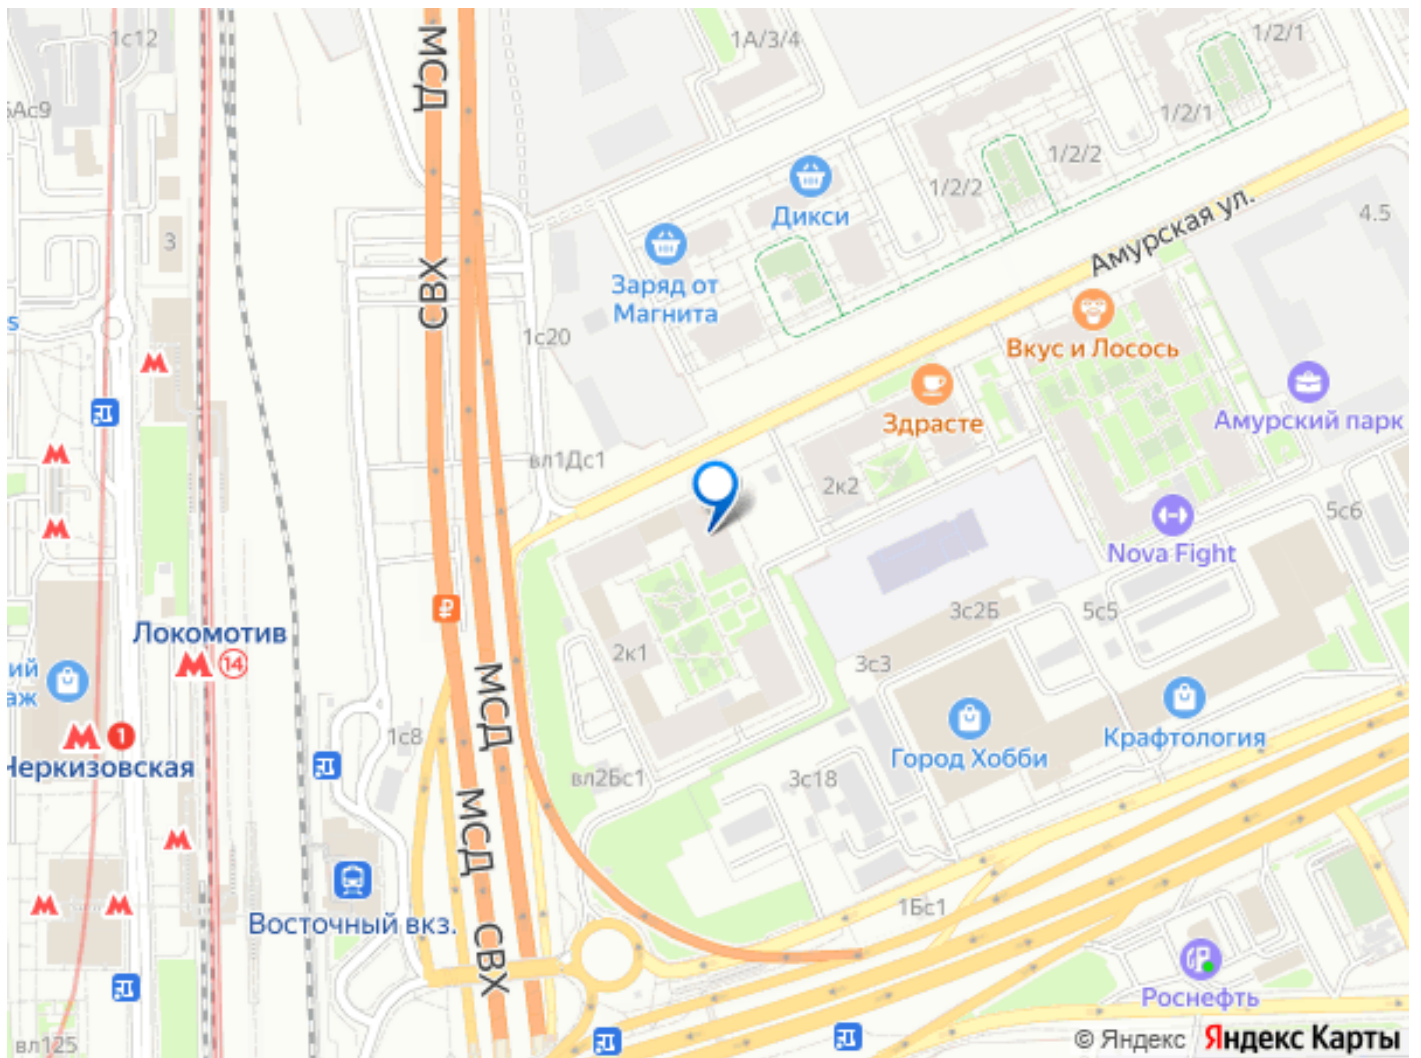 1с12
МСД
1А/3/4
1/2/1
6Ас9
1/2/1
1/2/2
1/2/2
Дикси
Амурская ул.
4.5
3
СВХ
Заряд от
Магнита
s
1с20
Вкус и Лосось
М
Здрасте
Амурский парк
М
вл1Дс1
2к2
М
5с6
Nova Fight
₽
3с2Б
5с5
Локомотив
М 14
2к1
3с3
ий
аж
МСД
М 1
1с8
Крафтология
Черкизовская
Город Хобби
вл2Бс1
3с18
МСД
М
М
М
Восточный вкз.
1Бс1
СВХ
Роснефть
вл125
© Яндекс Яндекс Карты